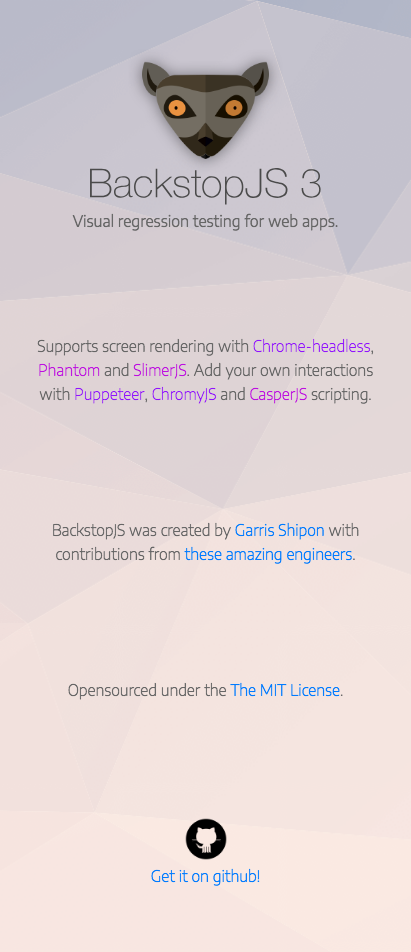 BackstopJS 3
Visual regression testing for web apps.
Supports screen rendering with Chrome-headless,
Phantom and SlimerJS. Add your own interactions
with Puppeteer, ChromyJS and CasperJS scripting.
BackstopJS was created by Garris Shipon with
contributions from these amazing engineers.
Opensourced under the The MIT License.
Get it on github!